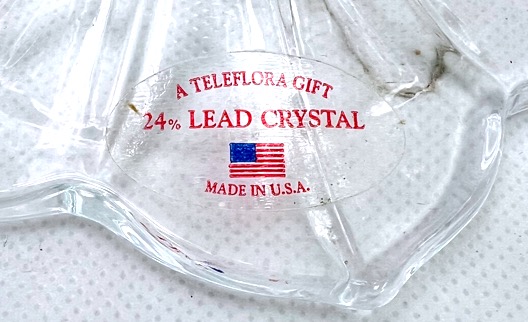 A TELEFLORA GIFT
24% LEAD CRYSTAL
MADE IN U.S.A.